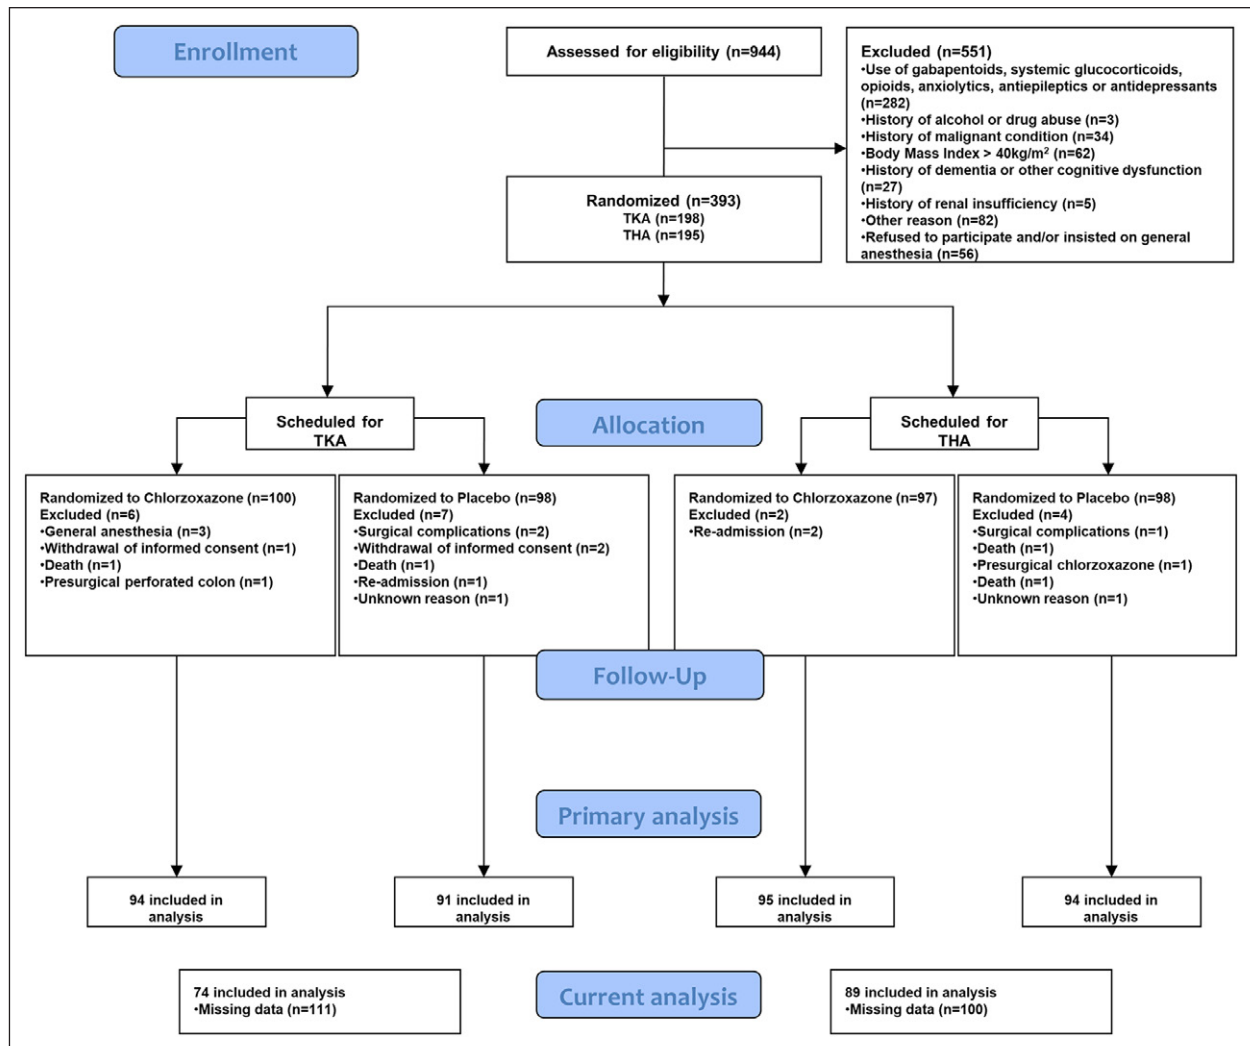 Enrollment
Assessed for eligibility (n=944)
Excluded (n=551)
•Use of gabapentoids, systemic glucocorticoids,
opioids, anxiolytics, antiepileptics or antidepressants
(n=282)
•History of alcohol or drug abuse (n=3)
•History of malignant condition (n=34)
•Body Mass Index > 40kg/m² (n=62)
•History of dementia or other cognitive dysfunction
(n=27)
•History of renal insufficiency (n=5)
•Other reason (n=82)
•Refused to participate and/or insisted on general
anesthesia (n=56)
Randomized (n=393)
TKA (n=198)
THA (n=195)
Scheduled for
TKA
Allocation
Scheduled for
THA
Randomized to Chlorzoxazone (n=100)
Excluded (n=6)
•General anesthesia (n=3)
•Withdrawal of informed consent (n=1)
•Death (n=1)
•Presurgical perforated colon (n=1)
Randomized to Placebo (n=98)
Excluded (n=7)
•Surgical complications (n=2)
•Withdrawal of informed consent (n=2)
•Death (n=1)
•Re-admission (n=1)
•Unknown reason (n=1)
Randomized to Chlorzoxazone (n=97)
Excluded (n=2)
•Re-admission (n=2)
Randomized to Placebo (n=98)
Excluded (n=4)
•Surgical complications (n=1)
•Death (n=1)
•Presurgical chlorzoxazone (n=1)
•Death (n=1)
•Unknown reason (n=1)
Follow-Up
Primary analysis
94 included in
analysis
91 included in
analysis
95 included in
analysis
94 included in
analysis
74 included in analysis
•Missing data (n=111)
Current analysis
89 included in analysis
•Missing data (n=100)